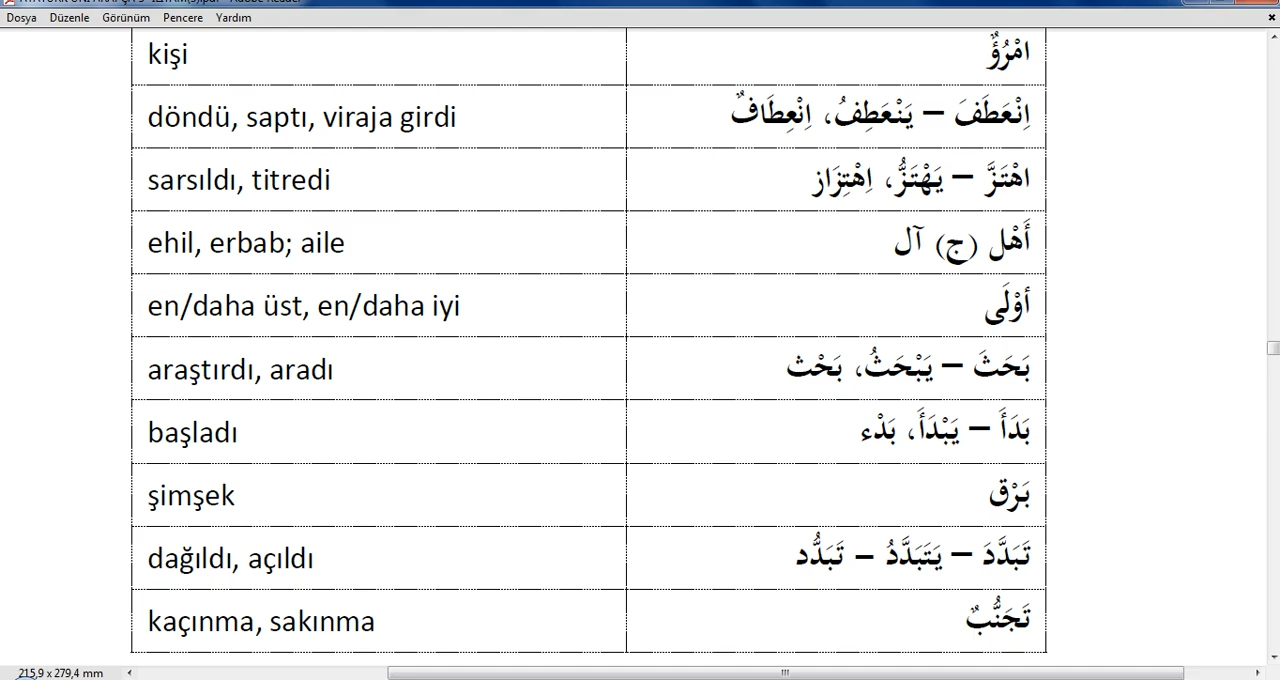 Dosya Düzenle Görünüm Pencere Yardım
kişi امْرُؤٌ
döndü, saptı, viraja girdi اِنْعَطَفَ – يَنْعَطِفُ، اِنْعِطَافٌ
sarsıldı, titredi اهْتَزَّ – يَهْتَزُّ، اِهْتِزَاز
ehil, erbab; aile أَهْل (ج) آل
en/daha üst, en/daha iyi أوْلَى
araştırdı, aradı بَحَثَ – يَبْحَثُ، بَحْث
başladı بَدَأَ – يَبْدَأَ، بَدْء
şimşek بَرْق
dağıldı, açıldı تَبَدَّدَ – يَتَبَدَّدُ – تَبَدُّد
kaçınma, sakınma تَجَنُّبٌ
215,9 x 279,4 mm